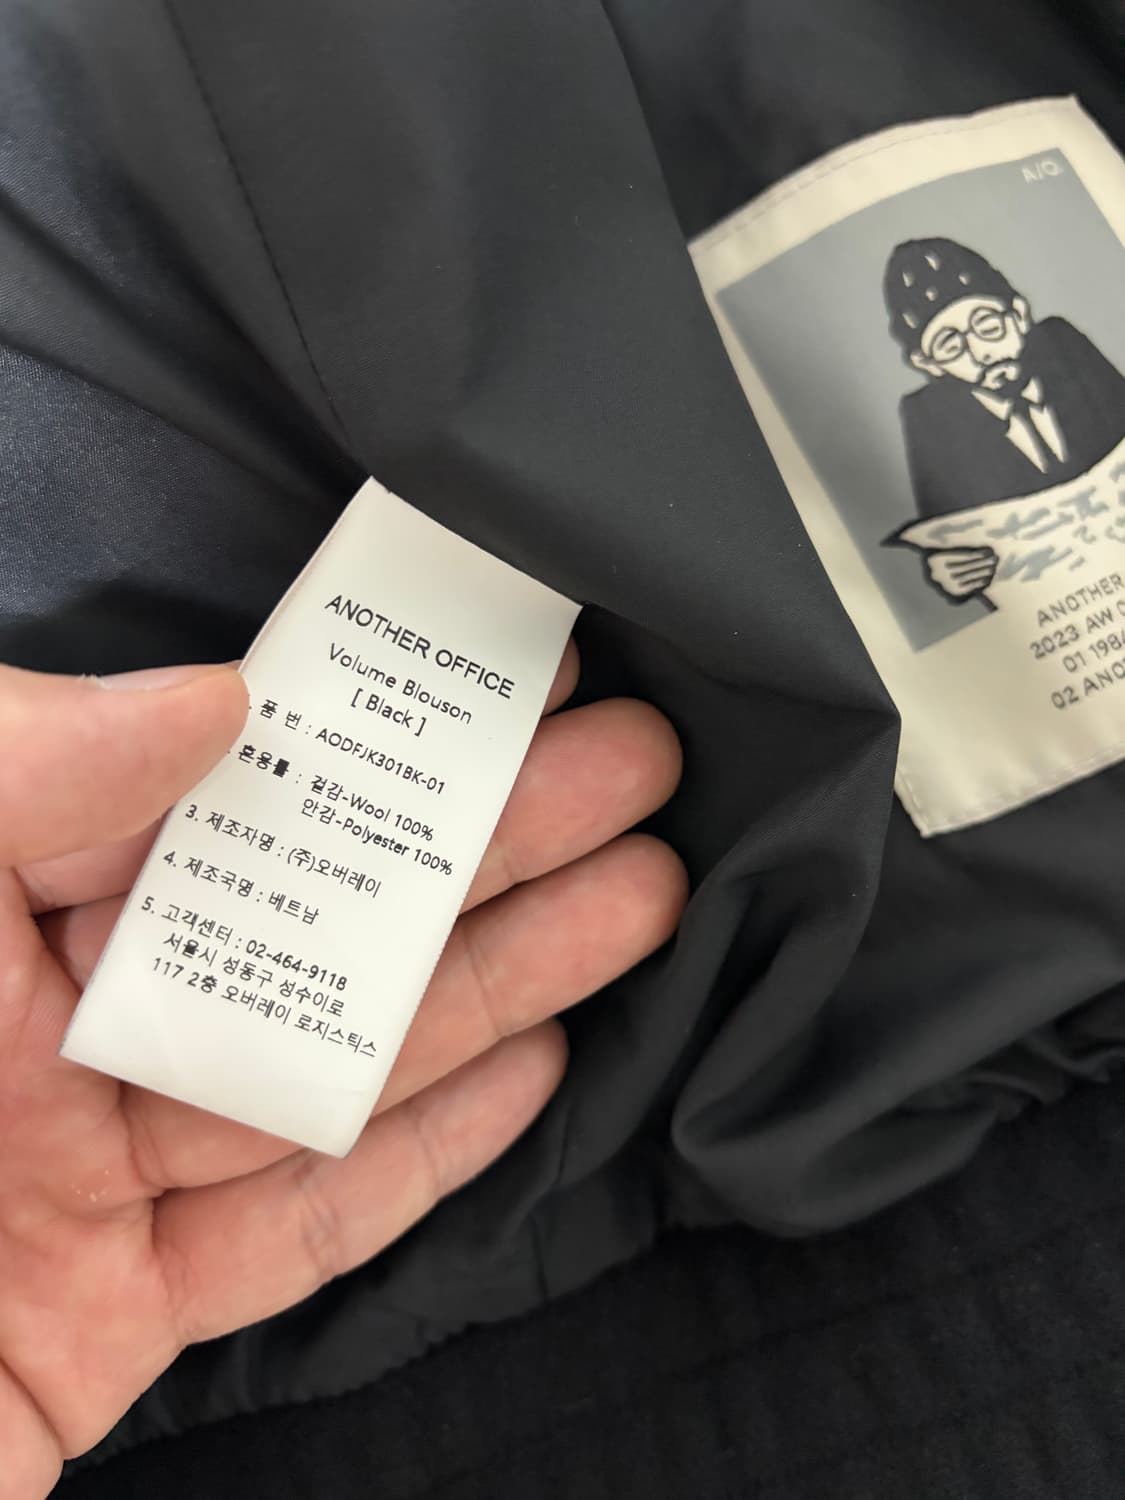 ANOTHER OFFICE
Volume Blouson
[ Black ]
품 번 : AODFJK301BK-01
혼용률 : 겉감-Wool 100%
안감-Polyester 100%
3. 제조자명 : (주)오버레이
4. 제조국명 : 베트남
5. 고객센터 : 02-464-9118
서울시 성동구 성수이로
117 2층 오버레이 로지스틱스
A/O.
ANOTHER
2023 AW
01 198
02 ANO